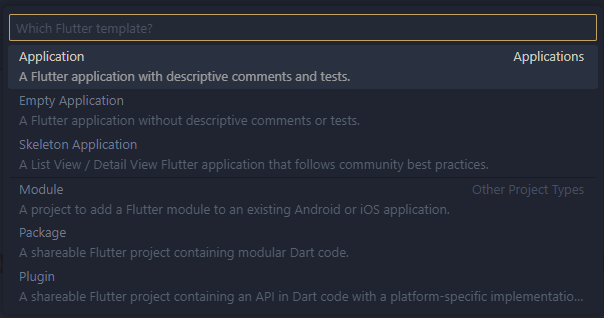 Which Flutter template?
Application Applications
A Flutter application with descriptive comments and tests.
Empty Application
A Flutter application without descriptive comments or tests.
Skeleton Application
A List View / Detail View Flutter application that follows community best practices.
Module Other Project Types
A project to add a Flutter module to an existing Android or iOS application.
Package
A shareable Flutter project containing modular Dart code.
Plugin
A shareable Flutter project containing an API in Dart code with a platform-specific implementatio...